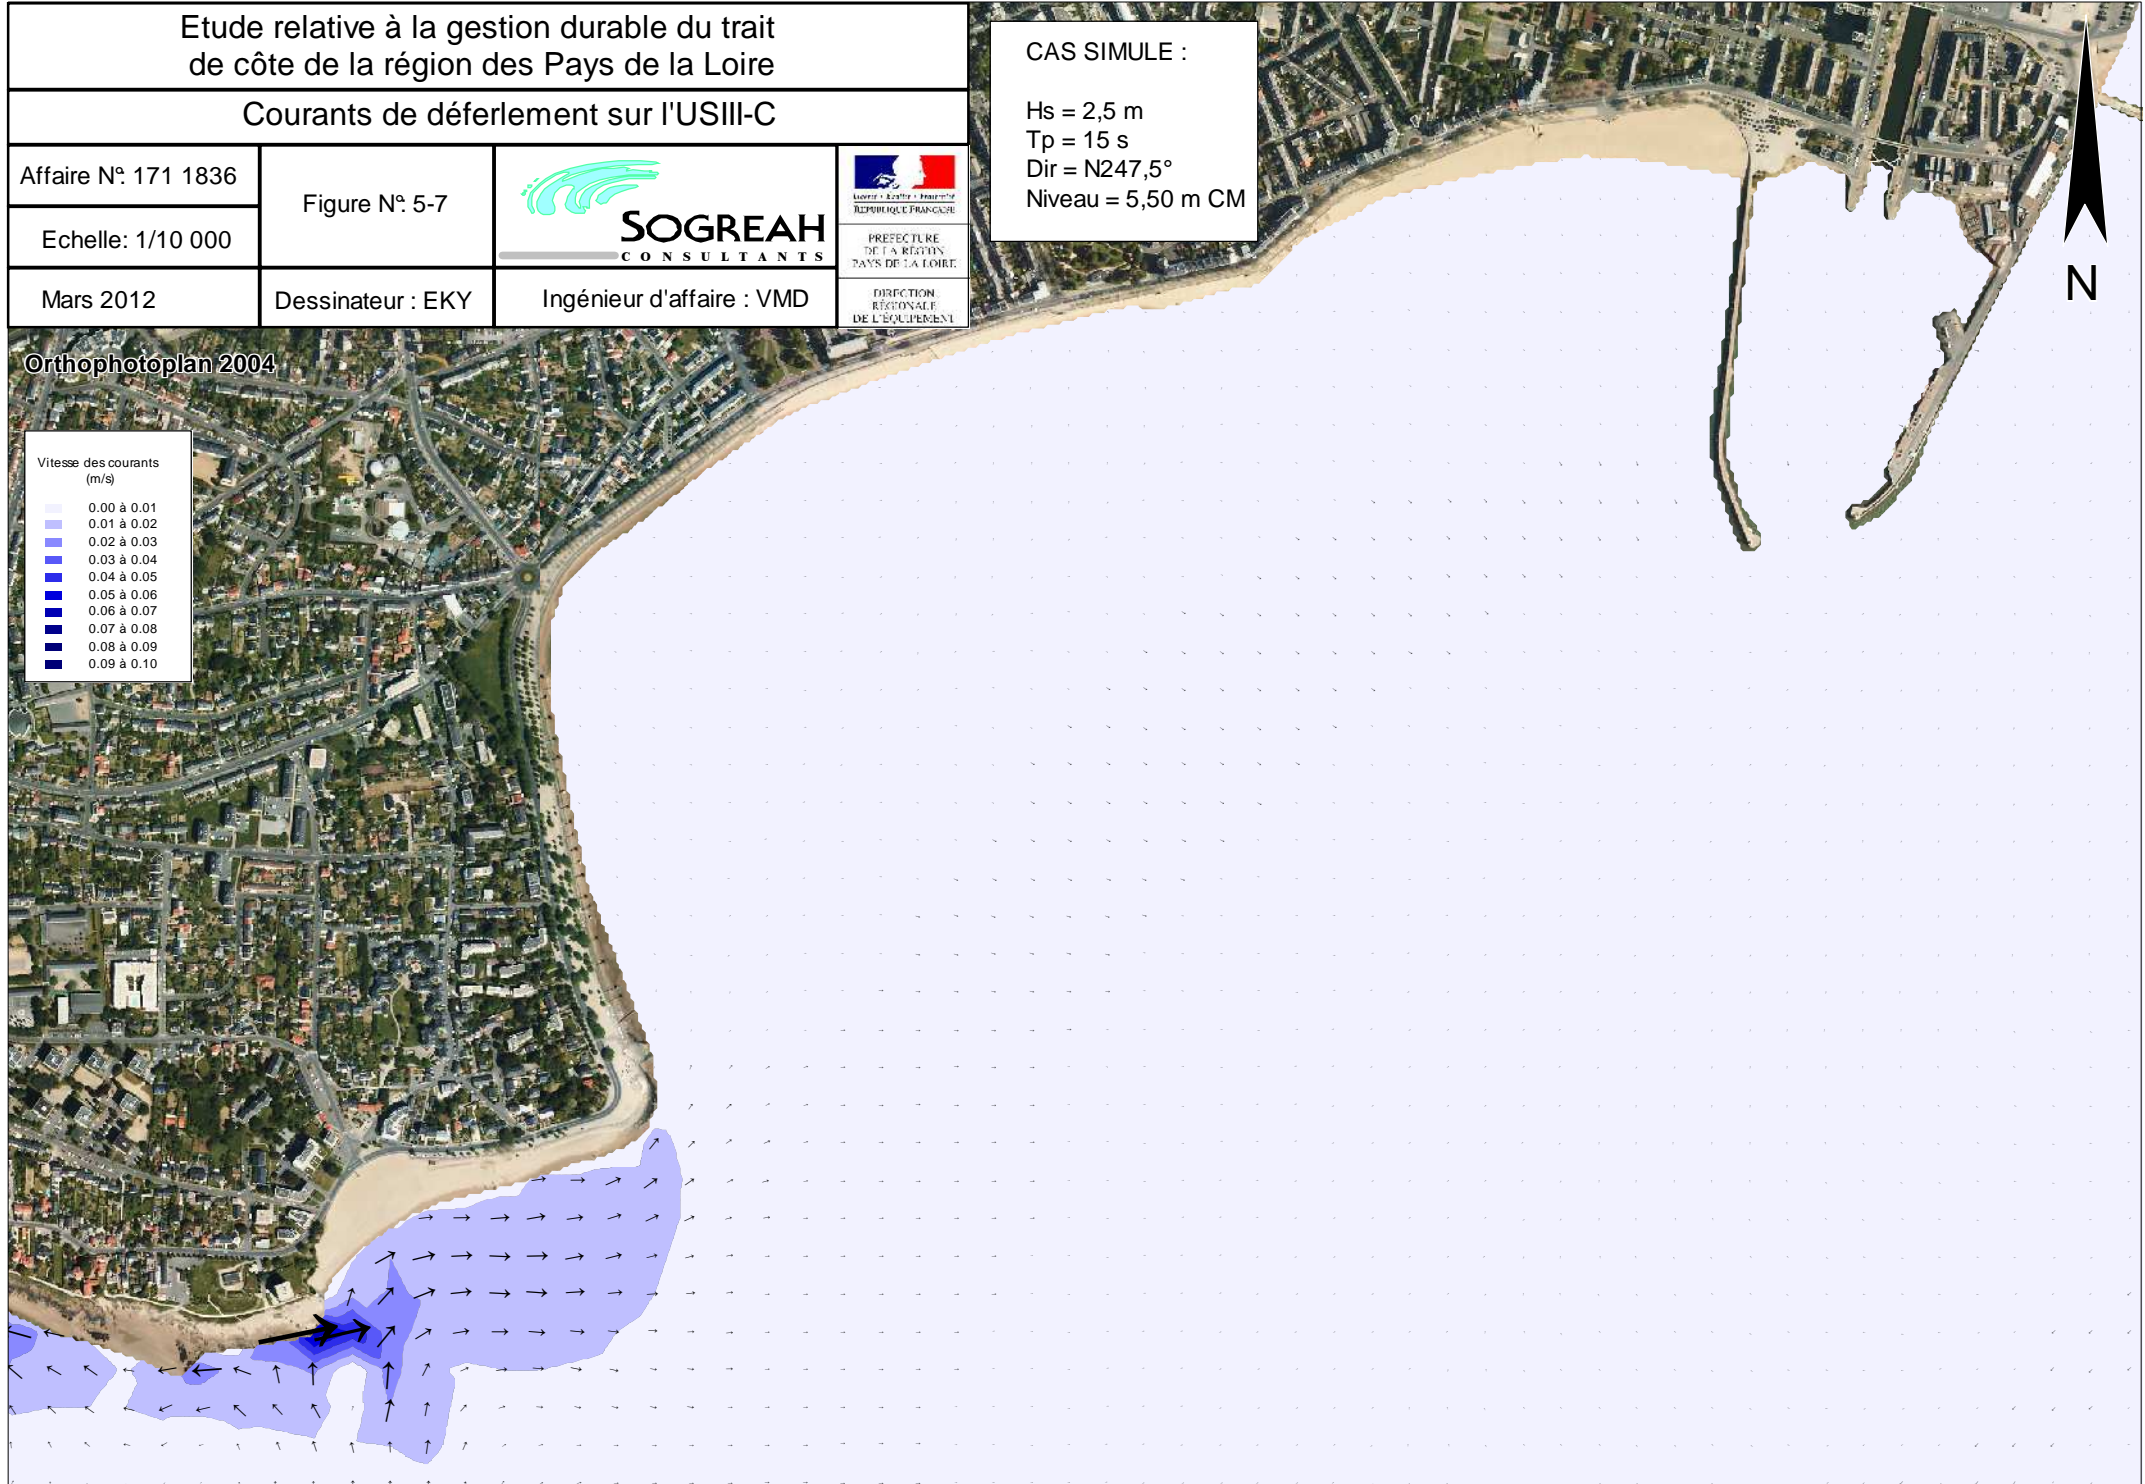 Etude relative à la gestion durable du trait
de côte de la région des Pays de la Loire
Courants de déferlement sur l'USIII-C
Affaire N°: 171 1836
Echelle: 1/10 000
Mars 2012
Figure N°: 5-7
Dessinateur : EKY
SOGREAH
CONSULTANTS
Ingénieur d'affaire : VMD
Liberté • Égalité • Fraternité
RÉPUBLIQUE FRANÇAISE
PREFECTURE
DE LA RÉGION
PAYS DE LA LOIRE
DIRECTION
RÉGIONALE
DE L'ÉQUIPEMENT
CAS SIMULE :
Hs = 2,5 m
Tp = 15 s
Dir = N247,5°
Niveau = 5,50 m CM
N
Orthophotoplan 2004
Vitesse des courants
(m/s)
0.00 à 0.01
0.01 à 0.02
0.02 à 0.03
0.03 à 0.04
0.04 à 0.05
0.05 à 0.06
0.06 à 0.07
0.07 à 0.08
0.08 à 0.09
0.09 à 0.10